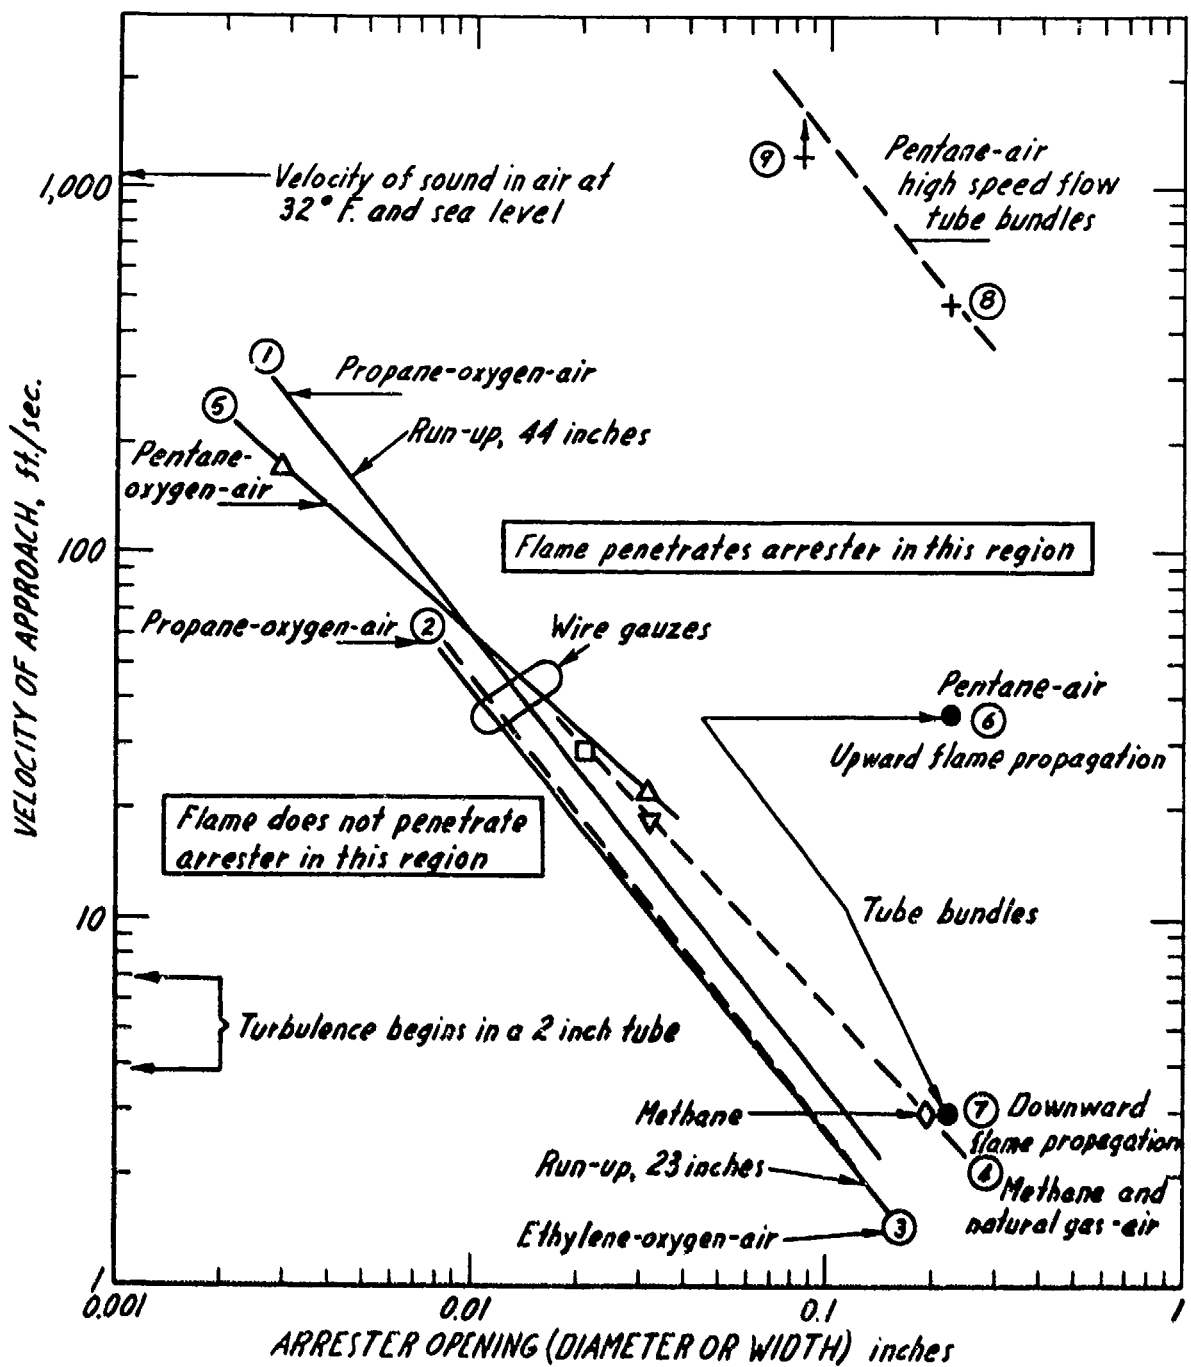 9
Pentane-air
high speed flow
tube bundles
1,000
Velocity of sound in air at
32° F. and sea level
8
1
Propane-oxygen-air
5
Run-up, 44 inches
Pentane-
oxygen-air
100
Flame penetrates arrester in this region
Propane-oxygen-air
2
Wire gauzes
Pentane-air
6
Upward flame propagation
Flame does not penetrate
arrester in this region
10
Tube bundles
Turbulence begins in a 2 inch tube
Methane
7
Downward
flame propagation
Run-up, 23 inches
4
Methane and
natural gas-air
Ethylene-oxygen-air
3
1
VELOCITY OF APPROACH, ft./sec.
0.001
0.01
0.1
1
ARRESTER OPENING (DIAMETER OR WIDTH) inches